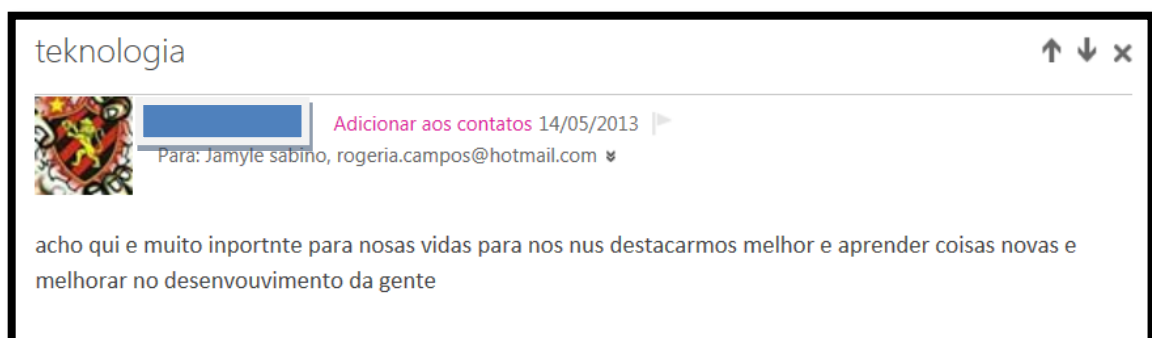 teknologia
Adicionar aos contatos 14/05/2013
Para: Jamyle sabino, rogeria.campos@hotmail.com
acho qui e muito inportnte para nosas vidas para nos nus destacarmos melhor e aprender coisas novas e
melhorar no desenvouvimento da gente